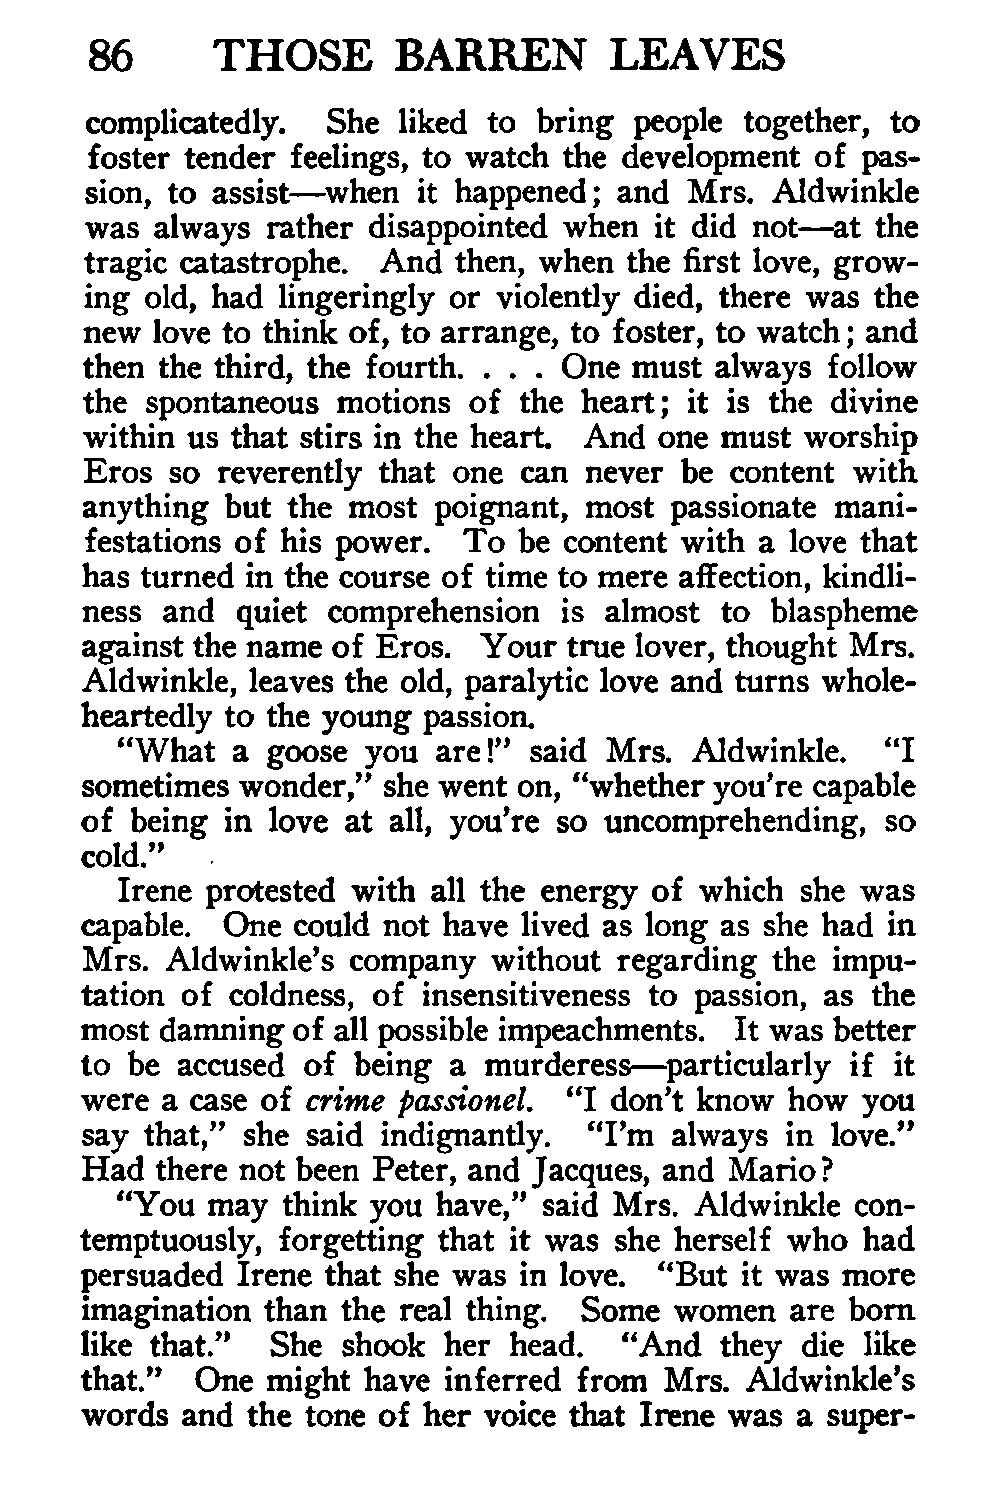 86 THOSE BARREN LEAVES
complicatedly. She liked to bring people together, to
foster tender feelings, to watch the development of pas-
sion, to assist—when it happened; and Mrs. Aldwinkle
was always rather disappointed when it did not—at the
tragic catastrophe. And then, when the first love, grow-
ing old, had lingeringly or violently died, there was the
new love to think of, to arrange, to foster, to watch; and
then the third, the fourth. . . . One must always follow
the spontaneous motions of the heart; it is the divine
within us that stirs in the heart. And one must worship
Eros so reverently that one can never be content with
anything but the most poignant, most passionate mani-
festations of his power. To be content with a love that
has turned in the course of time to mere affection, kindli-
ness and quiet comprehension is almost to blaspheme
against the name of Eros. Your true lover, thought Mrs.
Aldwinkle, leaves the old, paralytic love and turns whole-
heartedly to the young passion.
“What a goose you are!” said Mrs. Aldwinkle. “I
sometimes wonder,” she went on, “whether you're capable
of being in love at all, you're so uncomprehending, so
cold.”
Irene protested with all the energy of which she was
capable. One could not have lived as long as she had in
Mrs. Aldwinkle's company without regarding the impu-
tation of coldness, of insensitiveness to passion, as the
most damning of all possible impeachments. It was better
to be accused of being a murderess—particularly if it
were a case of crime passionel. “I don't know how you
say that,” she said indignantly. “I'm always in love.”
Had there not been Peter, and Jacques, and Mario?
“You may think you have,” said Mrs. Aldwinkle con-
temptuously, forgetting that it was she herself who had
persuaded Irene that she was in love. “But it was more
imagination than the real thing. Some women are born
like that.” She shook her head. “And they die like
that.” One might have inferred from Mrs. Aldwinkle's
words and the tone of her voice that Irene was a super-